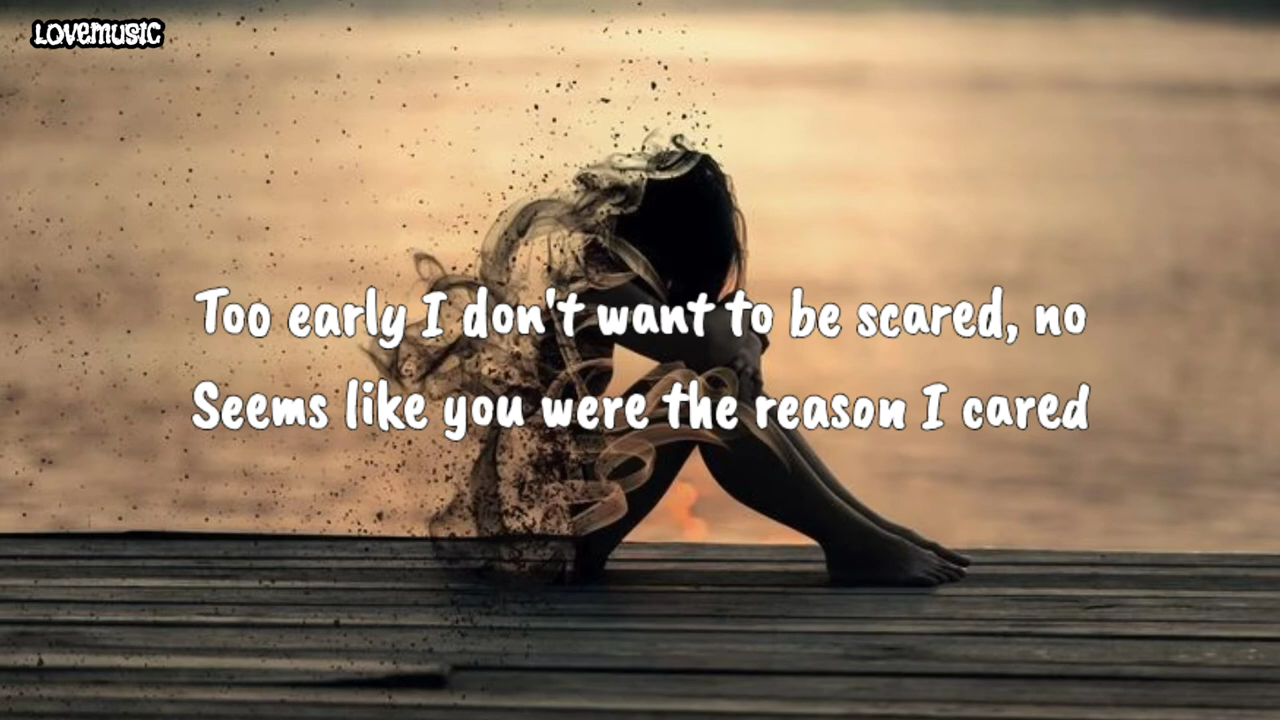 LOVEMUSIC
Too early I don't want to be scared, no
Seems like you were the reason I cared